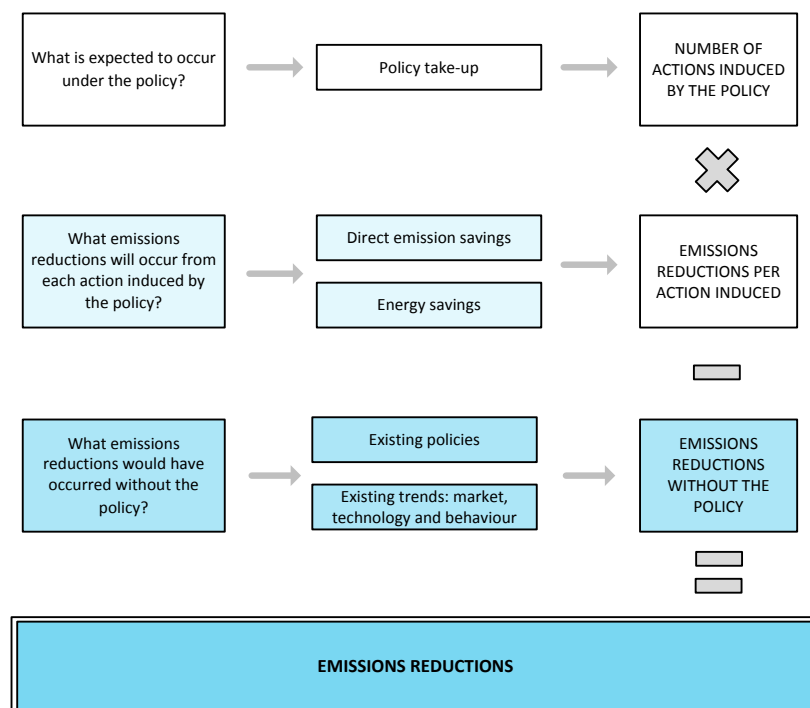 What is expected to occur
under the policy?
Policy take-up
NUMBER OF
ACTIONS INDUCED
BY THE POLICY
What emissions
reductions will occur from
each action induced by
the policy?
Direct emission savings
Energy savings
EMISSIONS
REDUCTIONS PER
ACTION INDUCED
What emissions
reductions would have
occurred without the
policy?
Existing policies
Existing trends: market,
technology and behaviour
EMISSIONS
REDUCTIONS
WITHOUT THE
POLICY
EMISSIONS REDUCTIONS